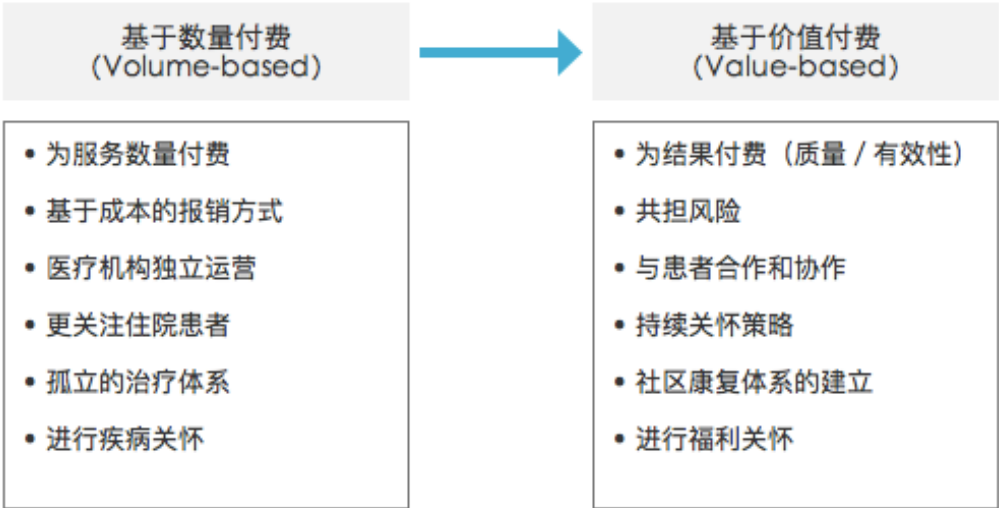 基于数量付费
(Volume-based)
基于价值付费
(Value-based)
• 为服务数量付费
• 基于成本的报销方式
• 医疗机构独立运营
• 更关注住院患者
• 孤立的治疗体系
• 进行疾病关怀
• 为结果付费（质量 / 有效性）
• 共担风险
• 与患者合作和协作
• 持续关怀策略
• 社区康复体系的建立
• 进行福利关怀